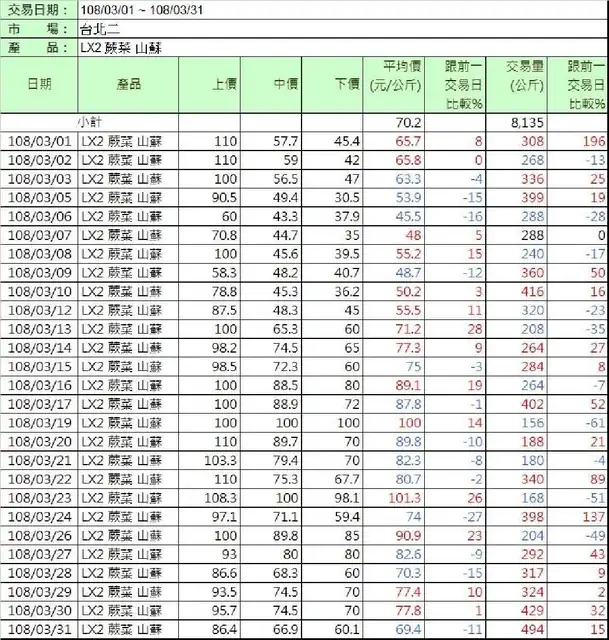 交易日期： 108/03/01 ~ 108/03/31
市　　場： 台北二
產　　品： LX2 蕨菜 山蘇
日期 產品 上價 中價 下價 平均價 (元/公斤) 跟前一交易日比較% 交易量 (公斤) 跟前一交易日比較%
小計 70.2 8,135
108/03/01 LX2 蕨菜 山蘇 110 57.7 45.4 65.7 8 308 196
108/03/02 LX2 蕨菜 山蘇 110 59 42 65.8 0 268 -13
108/03/03 LX2 蕨菜 山蘇 100 56.5 47 63.3 -4 336 25
108/03/05 LX2 蕨菜 山蘇 90.5 49.4 30.5 53.9 -15 399 19
108/03/06 LX2 蕨菜 山蘇 60 43.3 37.9 45.5 -16 288 -28
108/03/07 LX2 蕨菜 山蘇 70.8 44.7 35 48 5 288 0
108/03/08 LX2 蕨菜 山蘇 100 45.6 39.5 55.2 15 240 -17
108/03/09 LX2 蕨菜 山蘇 58.3 48.2 40.7 48.7 -12 360 50
108/03/10 LX2 蕨菜 山蘇 78.8 45.3 36.2 50.2 3 416 16
108/03/12 LX2 蕨菜 山蘇 87.5 48.3 45 55.5 11 320 -23
108/03/13 LX2 蕨菜 山蘇 100 65.3 60 71.2 28 208 -35
108/03/14 LX2 蕨菜 山蘇 98.2 74.5 65 77.3 9 264 27
108/03/15 LX2 蕨菜 山蘇 98.5 72.3 60 75 -3 284 8
108/03/16 LX2 蕨菜 山蘇 100 88.5 80 89.1 19 264 -7
108/03/17 LX2 蕨菜 山蘇 100 88.9 72 87.8 -1 402 52
108/03/19 LX2 蕨菜 山蘇 100 100 100 100 14 156 -61
108/03/20 LX2 蕨菜 山蘇 110 89.7 70 89.8 -10 188 21
108/03/21 LX2 蕨菜 山蘇 103.3 79.4 70 82.3 -8 180 -4
108/03/22 LX2 蕨菜 山蘇 110 75.3 67.7 80.7 -2 340 89
108/03/23 LX2 蕨菜 山蘇 108.3 100 98.1 101.3 26 168 -51
108/03/24 LX2 蕨菜 山蘇 97.1 71.1 59.4 74 -27 398 137
108/03/26 LX2 蕨菜 山蘇 100 89.8 85 90.9 23 204 -49
108/03/27 LX2 蕨菜 山蘇 93 80 80 82.6 -9 292 43
108/03/28 LX2 蕨菜 山蘇 86.6 68.3 60 70.3 -15 317 9
108/03/29 LX2 蕨菜 山蘇 93.5 74.5 70 77.4 10 324 2
108/03/30 LX2 蕨菜 山蘇 95.7 74.5 70 77.8 1 429 32
108/03/31 LX2 蕨菜 山蘇 86.4 66.9 60.1 69.4 -11 494 15